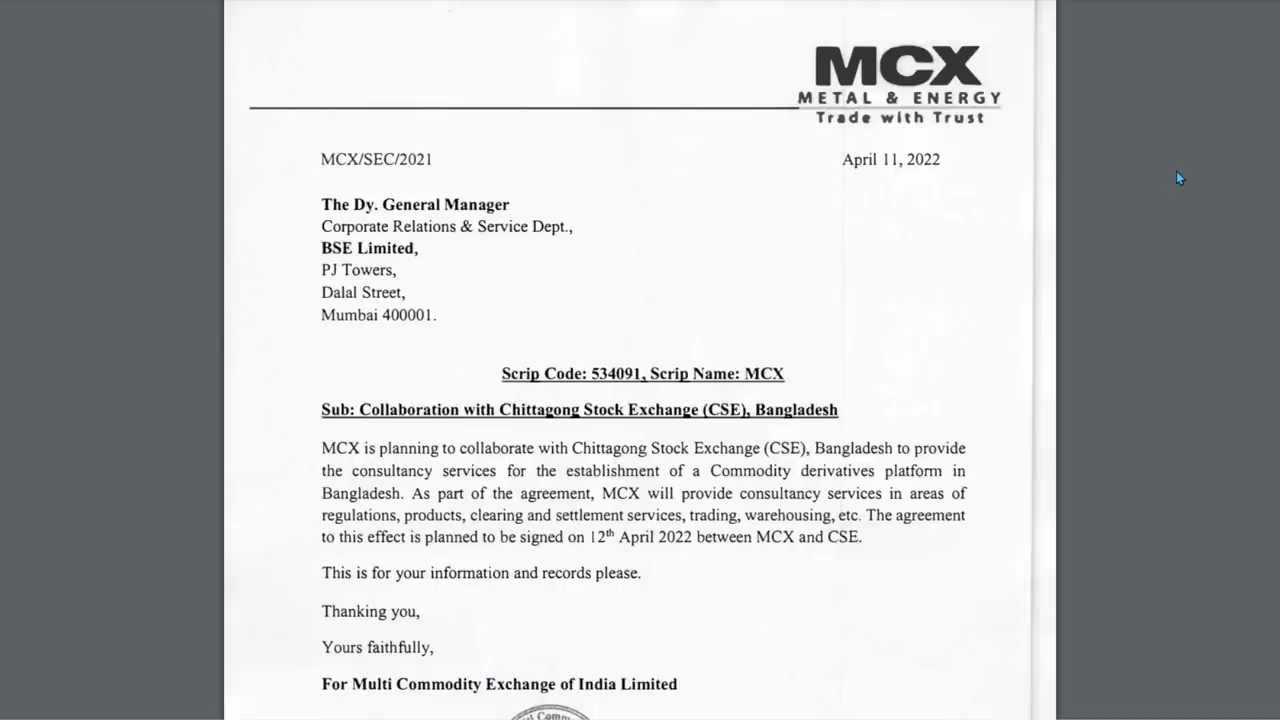 MCX
METAL & ENERGY
Trade with Trust
MCX/SEC/2021 April 11, 2022
The Dy. General Manager
Corporate Relations & Service Dept.,
BSE Limited,
PJ Towers,
Dalal Street,
Mumbai 400001.
Scrip Code: 534091, Scrip Name: MCX
Sub: Collaboration with Chittagong Stock Exchange (CSE), Bangladesh
MCX is planning to collaborate with Chittagong Stock Exchange (CSE), Bangladesh to provide
the consultancy services for the establishment of a Commodity derivatives platform in
Bangladesh. As part of the agreement, MCX will provide consultancy services in areas of
regulations, products, clearing and settlement services, trading, warehousing, etc. The agreement
to this effect is planned to be signed on 12th April 2022 between MCX and CSE.
This is for your information and records please.
Thanking you,
Yours faithfully,
For Multi Commodity Exchange of India Limited